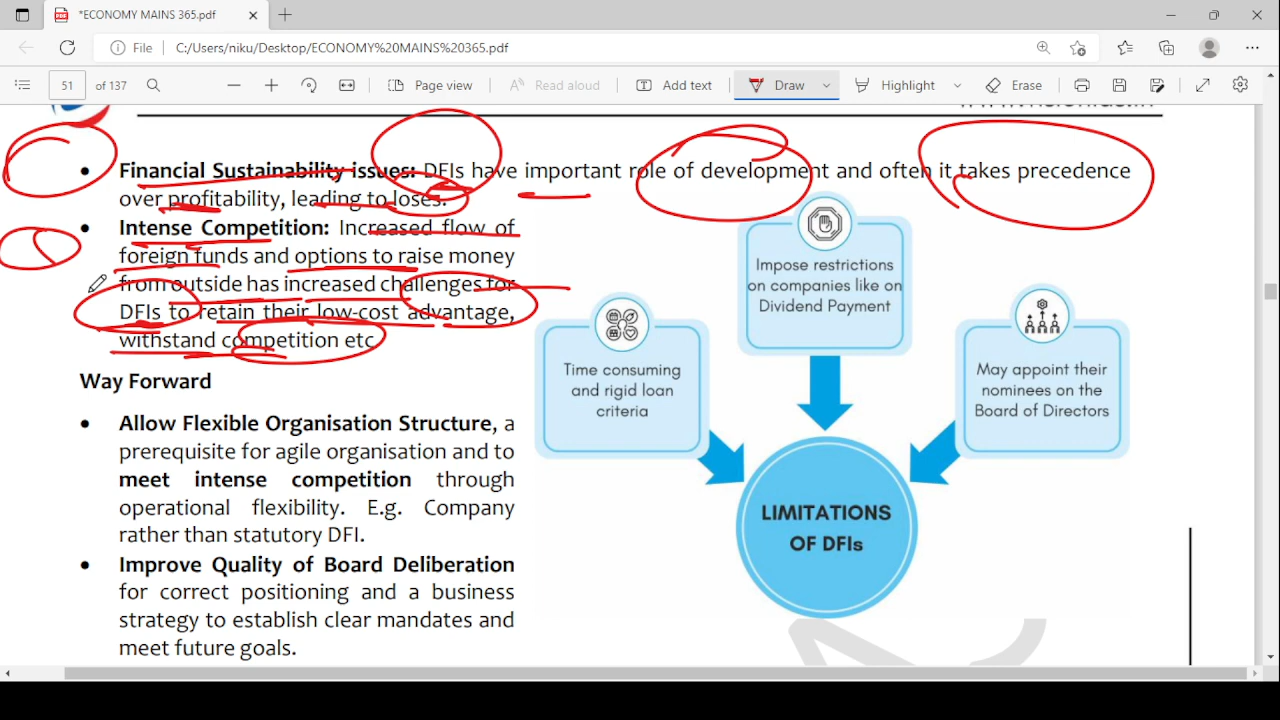 *ECONOMY MAINS 365.pdf
File
C:/Users/niku/Desktop/ECONOMY%20MAINS%20365.pdf
51 of 137
Page view
Read aloud
Add text
Draw
Highlight
Erase
Financial Sustainability issues: DFIs have important role of development and often it takes precedence
over profitability, leading to loses.
Intense Competition: Increased flow of
foreign funds and options to raise money
from outside has increased challenges for
DFIs to retain their low-cost advantage,
withstand competition etc
Way Forward
Allow Flexible Organisation Structure, a
prerequisite for agile organisation and to
meet intense competition through
operational flexibility. E.g. Company
rather than statutory DFI.
Improve Quality of Board Deliberation
for correct positioning and a business
strategy to establish clear mandates and
meet future goals.
Impose restrictions
on companies like on
Dividend Payment
Time consuming
and rigid loan
criteria
May appoint their
nominees on the
Board of Directors
LIMITATIONS
OF DFIs